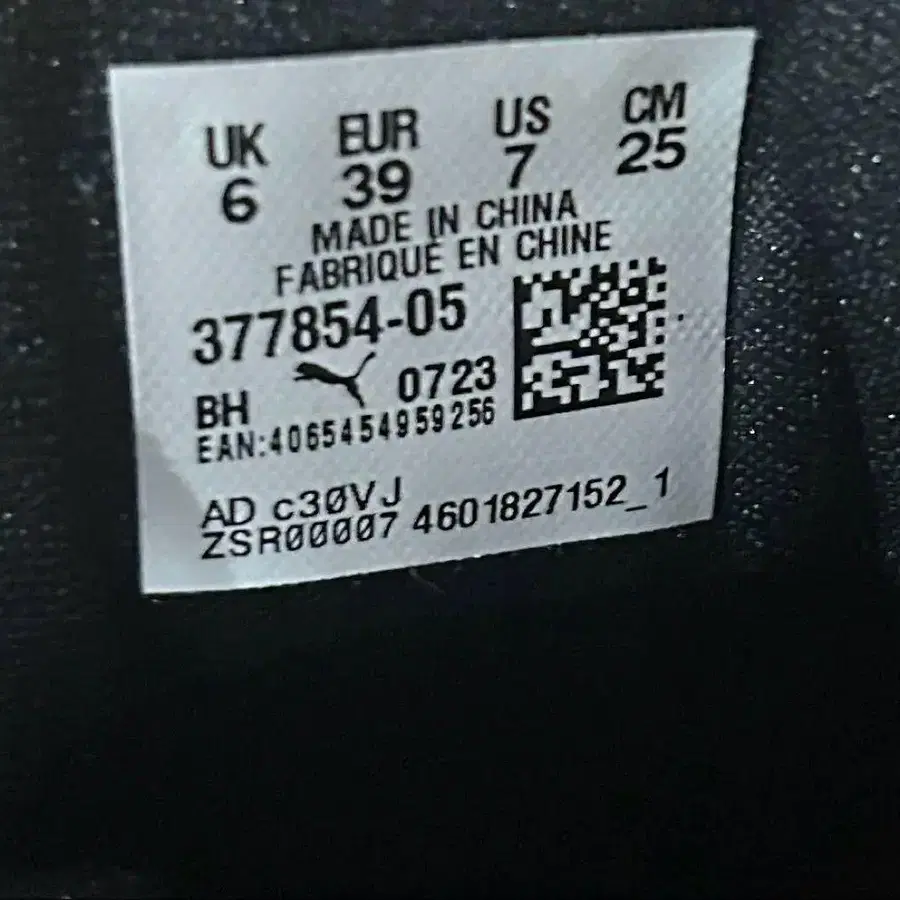 UK EUR US CM
6 39 7 25
MADE IN CHINA
FABRIQUÉ EN CHINE
377854-05
BH 0723
EAN:4065454959256
AD c30VJ
ZSR00007 4601827152_1